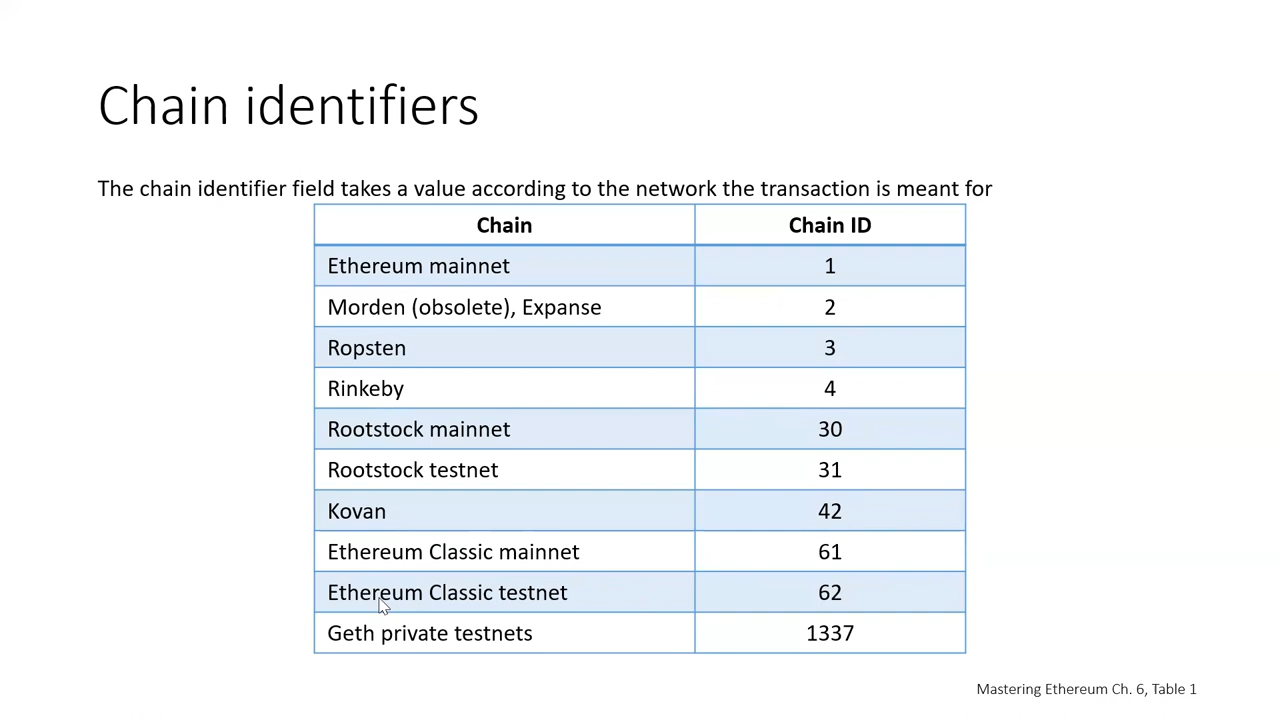 Chain identifiers
The chain identifier field takes a value according to the network the transaction is meant for
Chain Chain ID
Ethereum mainnet 1
Morden (obsolete), Expanse 2
Ropsten 3
Rinkeby 4
Rootstock mainnet 30
Rootstock testnet 31
Kovan 42
Ethereum Classic mainnet 61
Ethereum Classic testnet 62
Geth private testnets 1337
Mastering Ethereum Ch. 6, Table 1